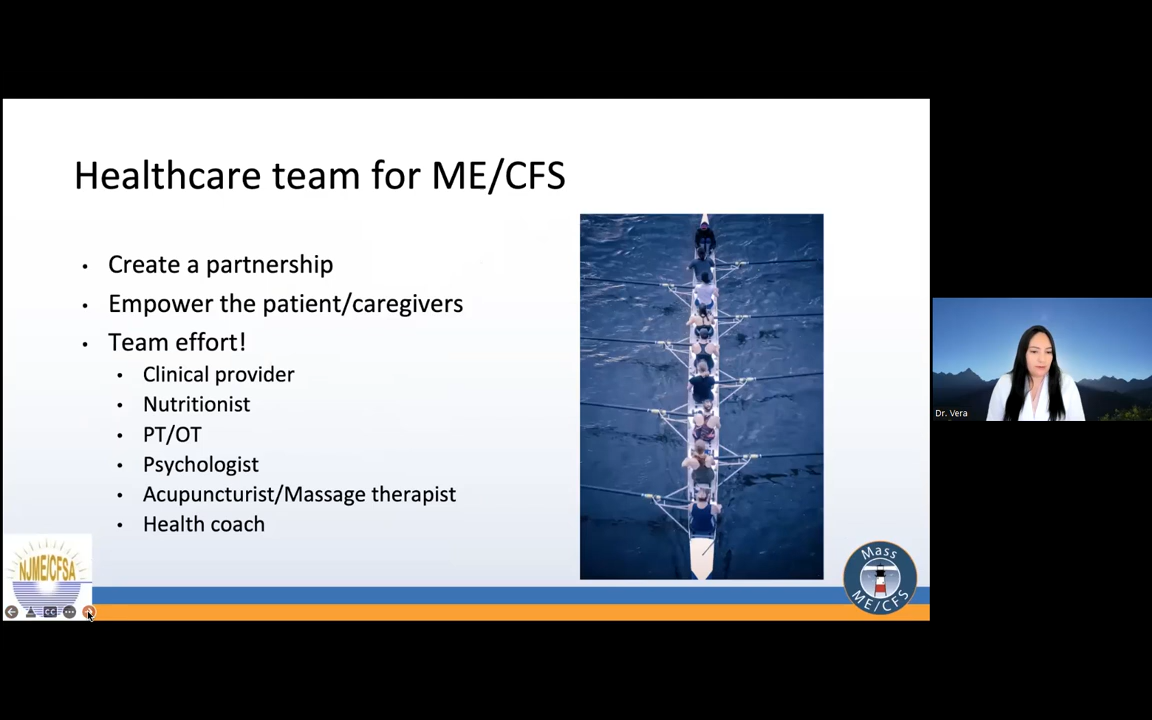 Healthcare team for ME/CFS
• Create a partnership
• Empower the patient/caregivers
• Team effort!
• Clinical provider
• Nutritionist
• PT/OT
• Psychologist
• Acupuncturist/Massage therapist
• Health coach
NJME/CFSA
CC
Mass
ME/CFS
Dr. Vera